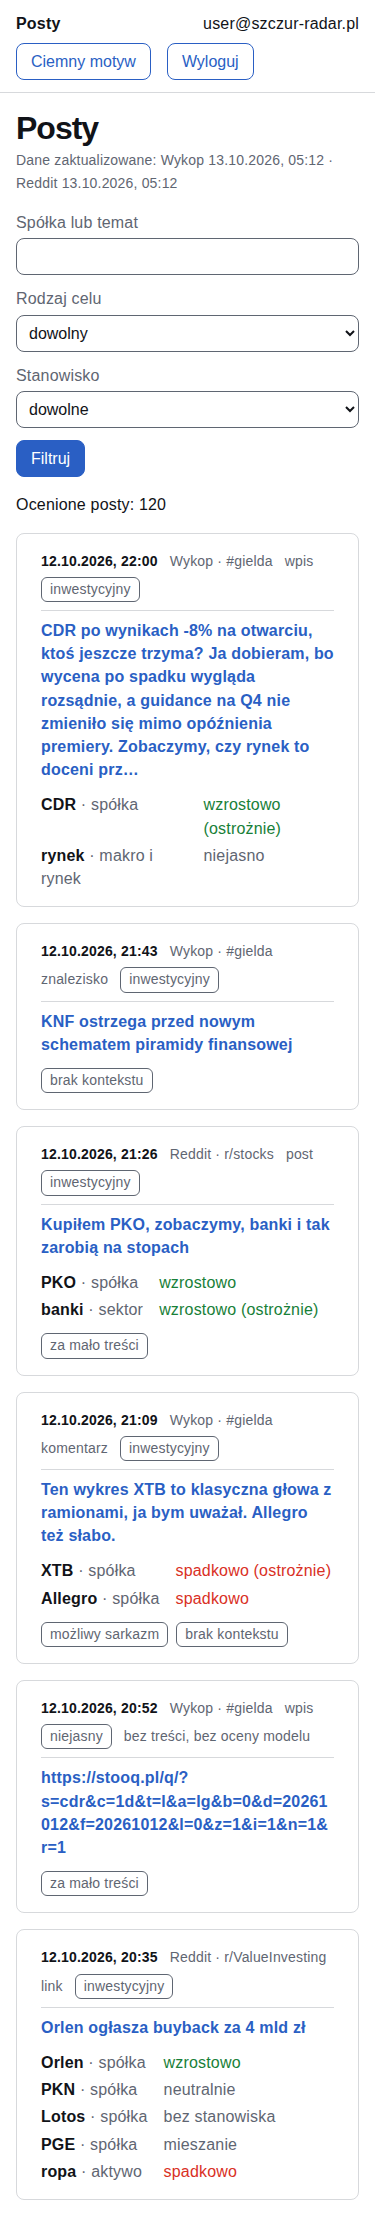 Posty user@szczur-radar.pl
Ciemny motyw Wyloguj
Posty
Dane zaktualizowane: Wykop 13.10.2026, 05:12 ·
Reddit 13.10.2026, 05:12
Spółka lub temat
Rodzaj celu
dowolny
Stanowisko
dowolne
Filtruj
Ocenione posty: 120
12.10.2026, 22:00 Wykop · #gielda wpis
inwestycyjny
CDR po wynikach -8% na otwarciu,
ktoś jeszcze trzyma? Ja dobieram, bo
wycena po spadku wygląda
rozsądnie, a guidance na Q4 nie
zmieniło się mimo opóźnienia
premiery. Zobaczymy, czy rynek to
doceni prz…
CDR · spółka wzrostowo
(ostrożnie)
rynek · makro i niejasno
rynek
12.10.2026, 21:43 Wykop · #gielda
znalezisko inwestycyjny
KNF ostrzega przed nowym
schematem piramidy finansowej
brak kontekstu
12.10.2026, 21:26 Reddit · r/stocks post
inwestycyjny
Kupiłem PKO, zobaczymy, banki i tak
zarobią na stopach
PKO · spółka wzrostowo
banki · sektor wzrostowo (ostrożnie)
za mało treści
12.10.2026, 21:09 Wykop · #gielda
komentarz inwestycyjny
Ten wykres XTB to klasyczna głowa z
ramionami, ja bym uważał. Allegro
też słabo.
XTB · spółka spadkowo (ostrożnie)
Allegro · spółka spadkowo
możliwy sarkazm brak kontekstu
12.10.2026, 20:52 Wykop · #gielda wpis
niejasny bez treści, bez oceny modelu
https://stooq.pl/q/?
s=cdr&c=1d&t=l&a=lg&b=0&d=20261
012&f=20261012&l=0&z=1&i=1&n=1&
r=1
za mało treści
12.10.2026, 20:35 Reddit · r/ValueInvesting
link inwestycyjny
Orlen ogłasza buyback za 4 mld zł
Orlen · spółka wzrostowo
PKN · spółka neutralnie
Lotos · spółka bez stanowiska
PGE · spółka mieszanie
ropa · aktywo spadkowo